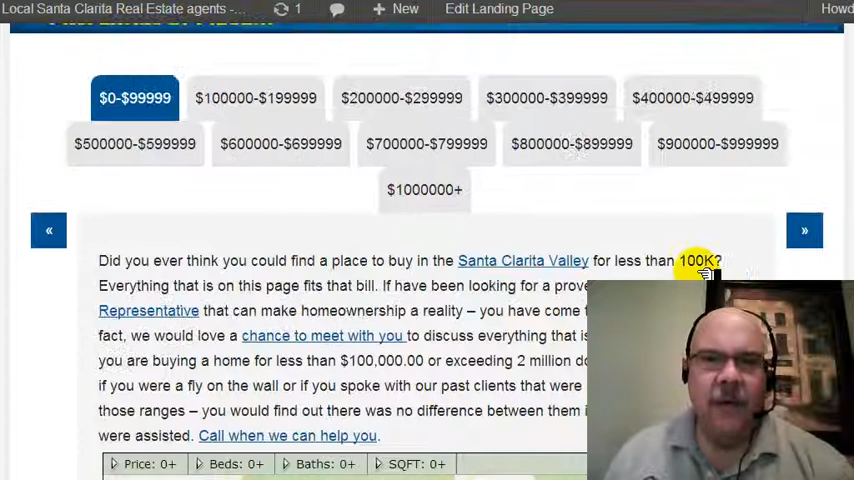 Local Santa Clarita Real Estate agents -... 1 New Edit Landing Page Howd
$0-$99999 $100000-$199999 $200000-$299999 $300000-$399999 $400000-$499999
$500000-$599999 $600000-$699999 $700000-$799999 $800000-$899999 $900000-$999999
$1000000+
« »
Did you ever think you could find a place to buy in the Santa Clarita Valley for less than 100K?
Everything that is on this page fits that bill. If have been looking for a prove
Representative that can make homeownership a reality – you have come t
fact, we would love a chance to meet with you to discuss everything that is
you are buying a home for less than $100,000.00 or exceeding 2 million do
if you were a fly on the wall or if you spoke with our past clients that were
those ranges – you would find out there was no difference between them i
were assisted. Call when we can help you.
Price: 0+ Beds: 0+ Baths: 0+ SQFT: 0+